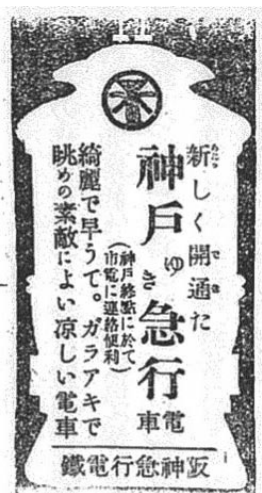 新しく開通た
神戸ゆき急行電車
(神戸終點に於て
市電に連絡便利)
綺麗で早うて。ガラアキで
眺めの素敵によい涼しい電車
阪神急行電鐵